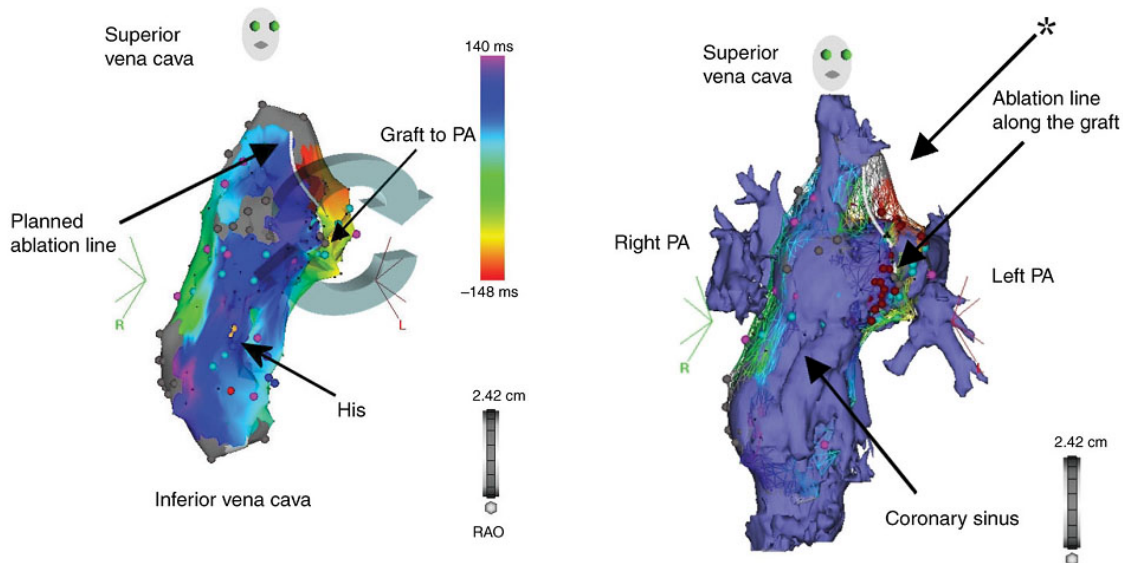 Superior
vena cava
140 ms
Graft to PA
Planned
ablation line
−148 ms
R
L
His
2.42 cm
Inferior vena cava
RAO
*
Superior
vena cava
Ablation line
along the graft
Right PA
Left PA
R
2.42 cm
Coronary sinus